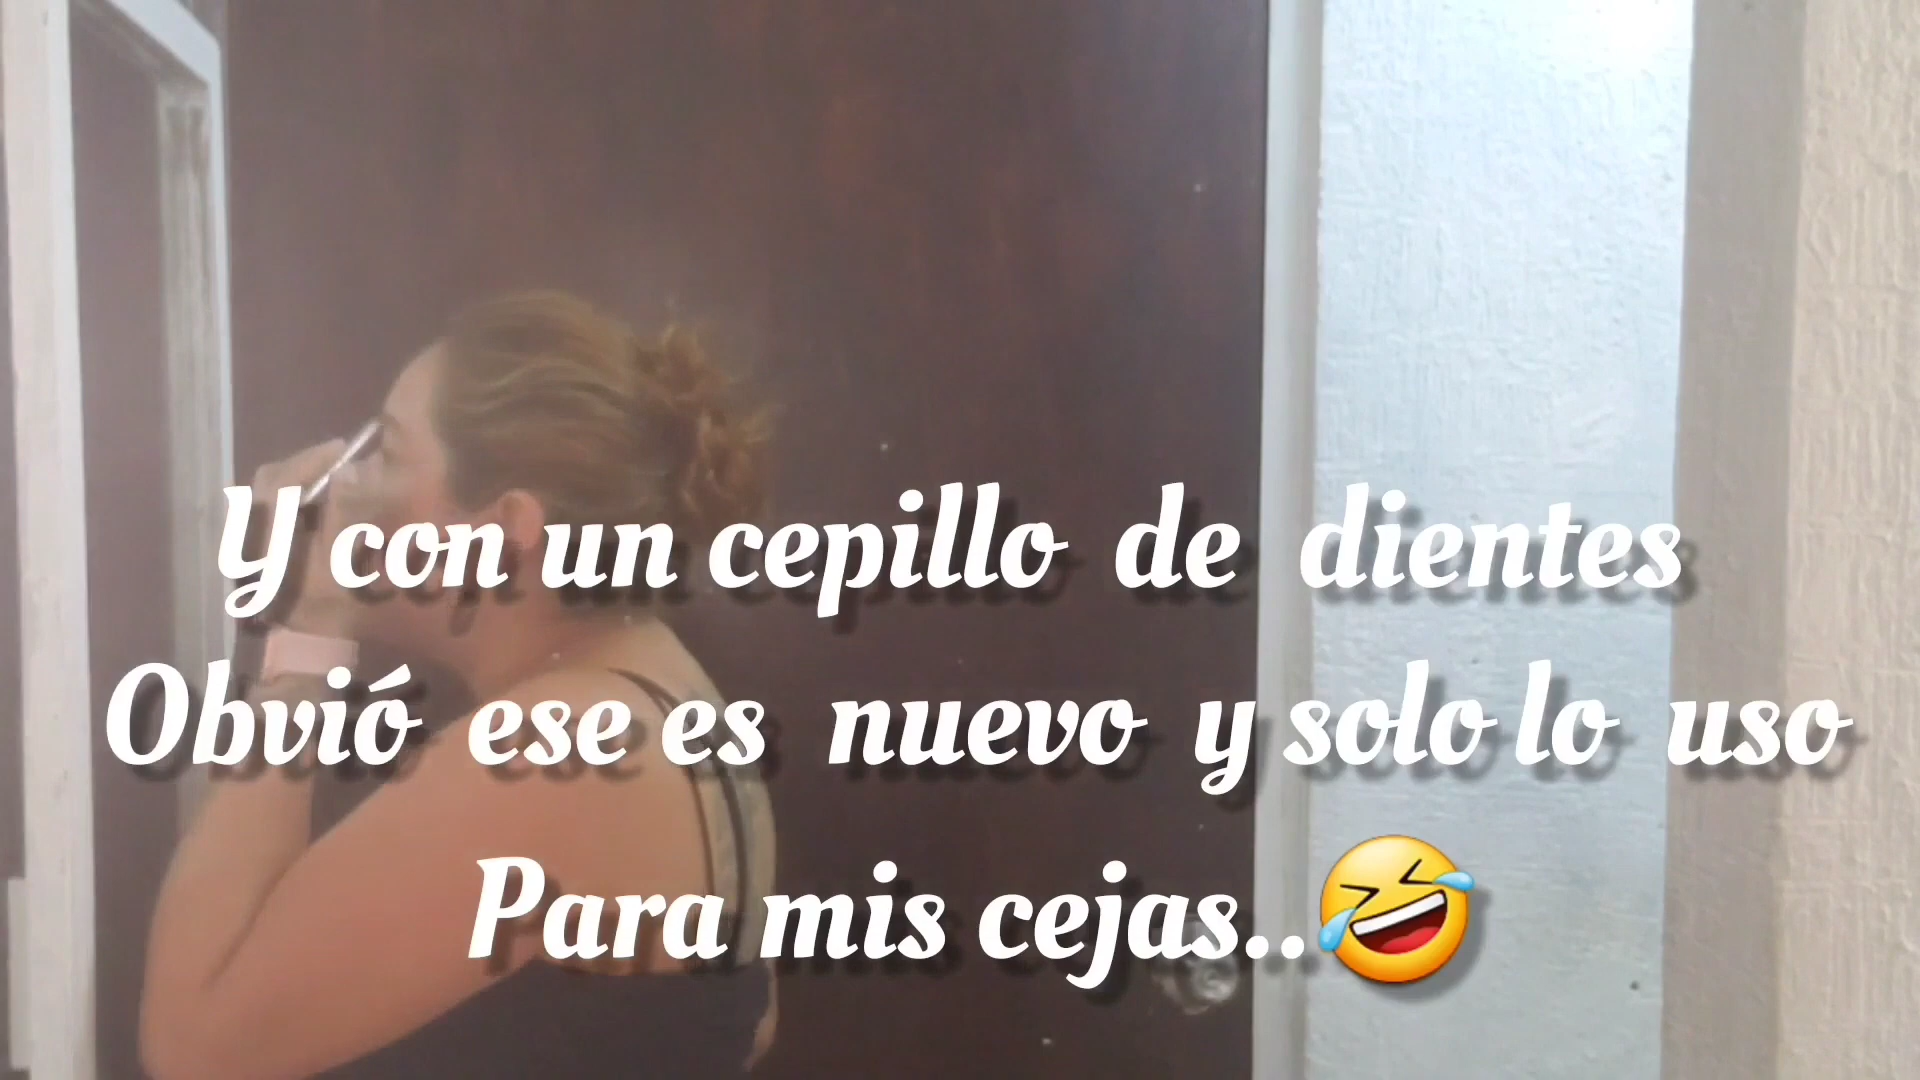 Y con un cepillo de dientes
Obvió ese es nuevo y solo lo uso
Para mis cejas..🤣